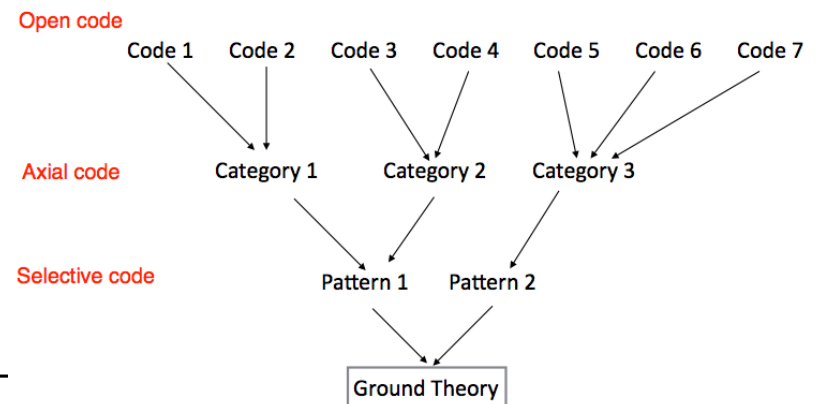 Open code
Code 1 Code 2 Code 3 Code 4 Code 5 Code 6 Code 7
Axial code
Category 1 Category 2 Category 3
Selective code
Pattern 1 Pattern 2
Ground Theory